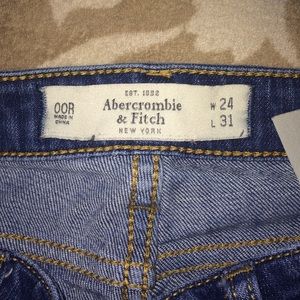 EST. 1892
00R
MADE IN
CHINA
Abercrombie
& Fitch
NEW YORK
W 24
L 31